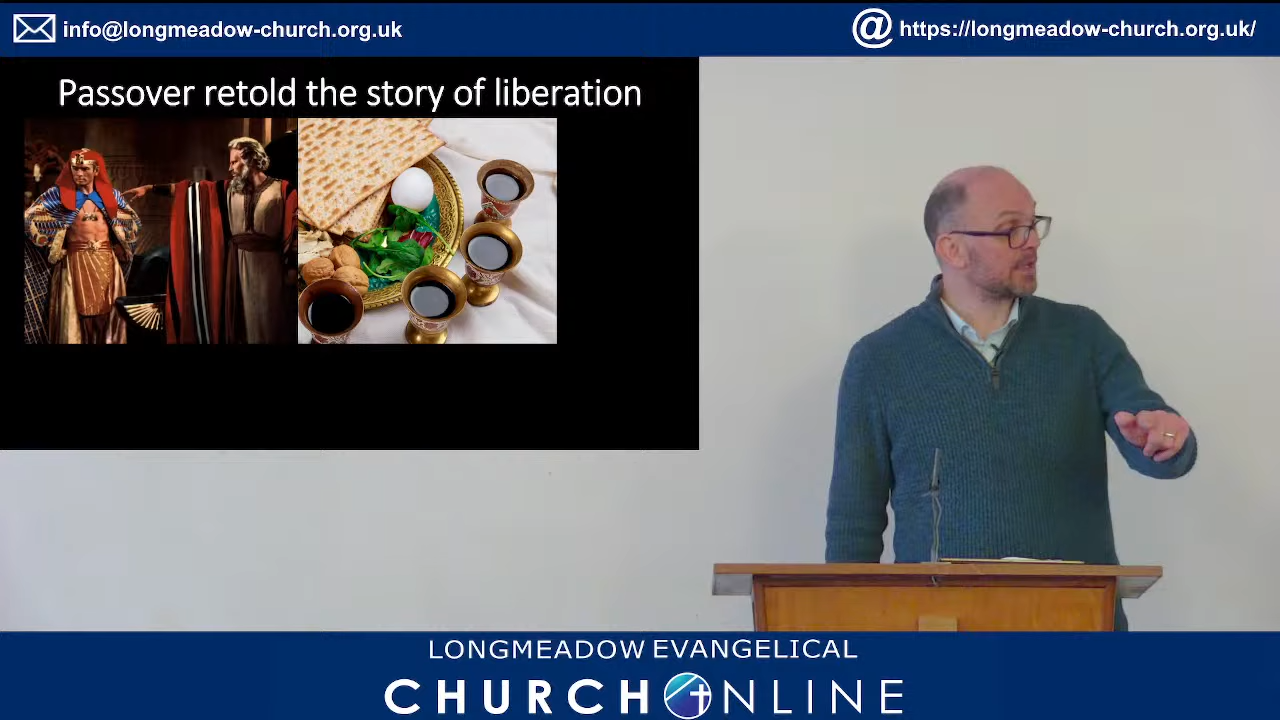 info@longmeadow-church.org.uk
https://longmeadow-church.org.uk/
Passover retold the story of liberation
LONGMEADOW EVANGELICAL
CHURCH ONLINE